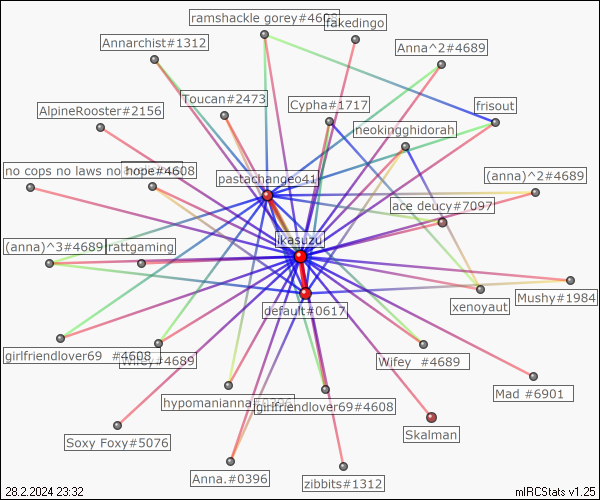 ramshackle gorey#4608
fakedingo
Annarchist#1312
Anna^2#4689
Toucan#2473
Cypha#1717
frisout
AlpineRooster#2156
neokingghidorah
no cops no laws no
hope#4608
pastachangeo41
(anna)^2#4689
ace deucy#7097
ikasuzu
(anna)^3#4689
rattgaming
xenoyaut
Mushy#1984
default#0617
girlfriendlover69 #4608
Wifey#4689
Wifey #4689
Mad #6901
hypomanianna
girlfriendlover69#4608
Soxy Foxy#5076
Skalman
Anna.#0396
zibbits#1312
28.2.2024 23:32
mIRCStats v1.25